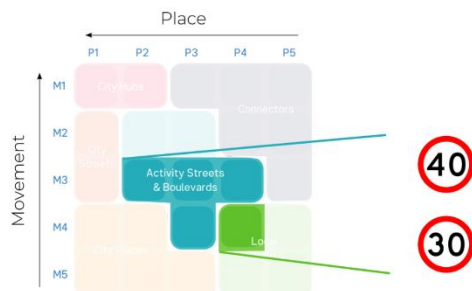 Place
P1 P2 P3 P4 P5
M1
City Hubs
Connectors
M2
City
Streets
M3
Activity Streets
& Boulevards
40
Movement
M4
Local
30
M5